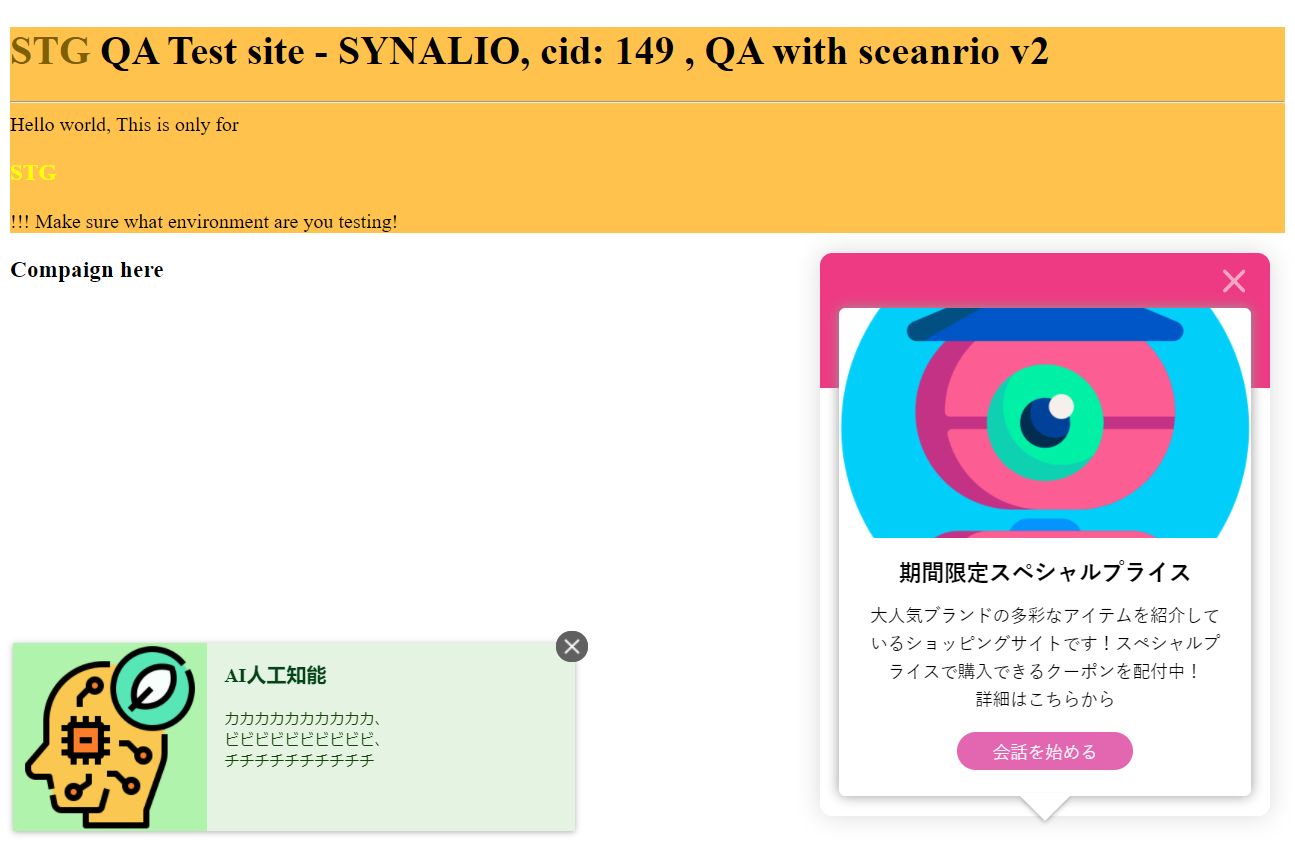 STG QA Test site - SYNALIO, cid: 149 , QA with sceanrio v2
Hello world, This is only for
STG
!!! Make sure what environment are you testing!
Compaign here
期間限定スペシャルプライス
大人気ブランドの多彩なアイテムを紹介して
いるショッピングサイトです！スペシャルプ
ライスで購入できるクーポンを配付中！
詳細はこちらから
会話を始める
AI人工知能
カカカカカカカカカカ、
ビビビビビビビビビビ、
チチチチチチチチチチ